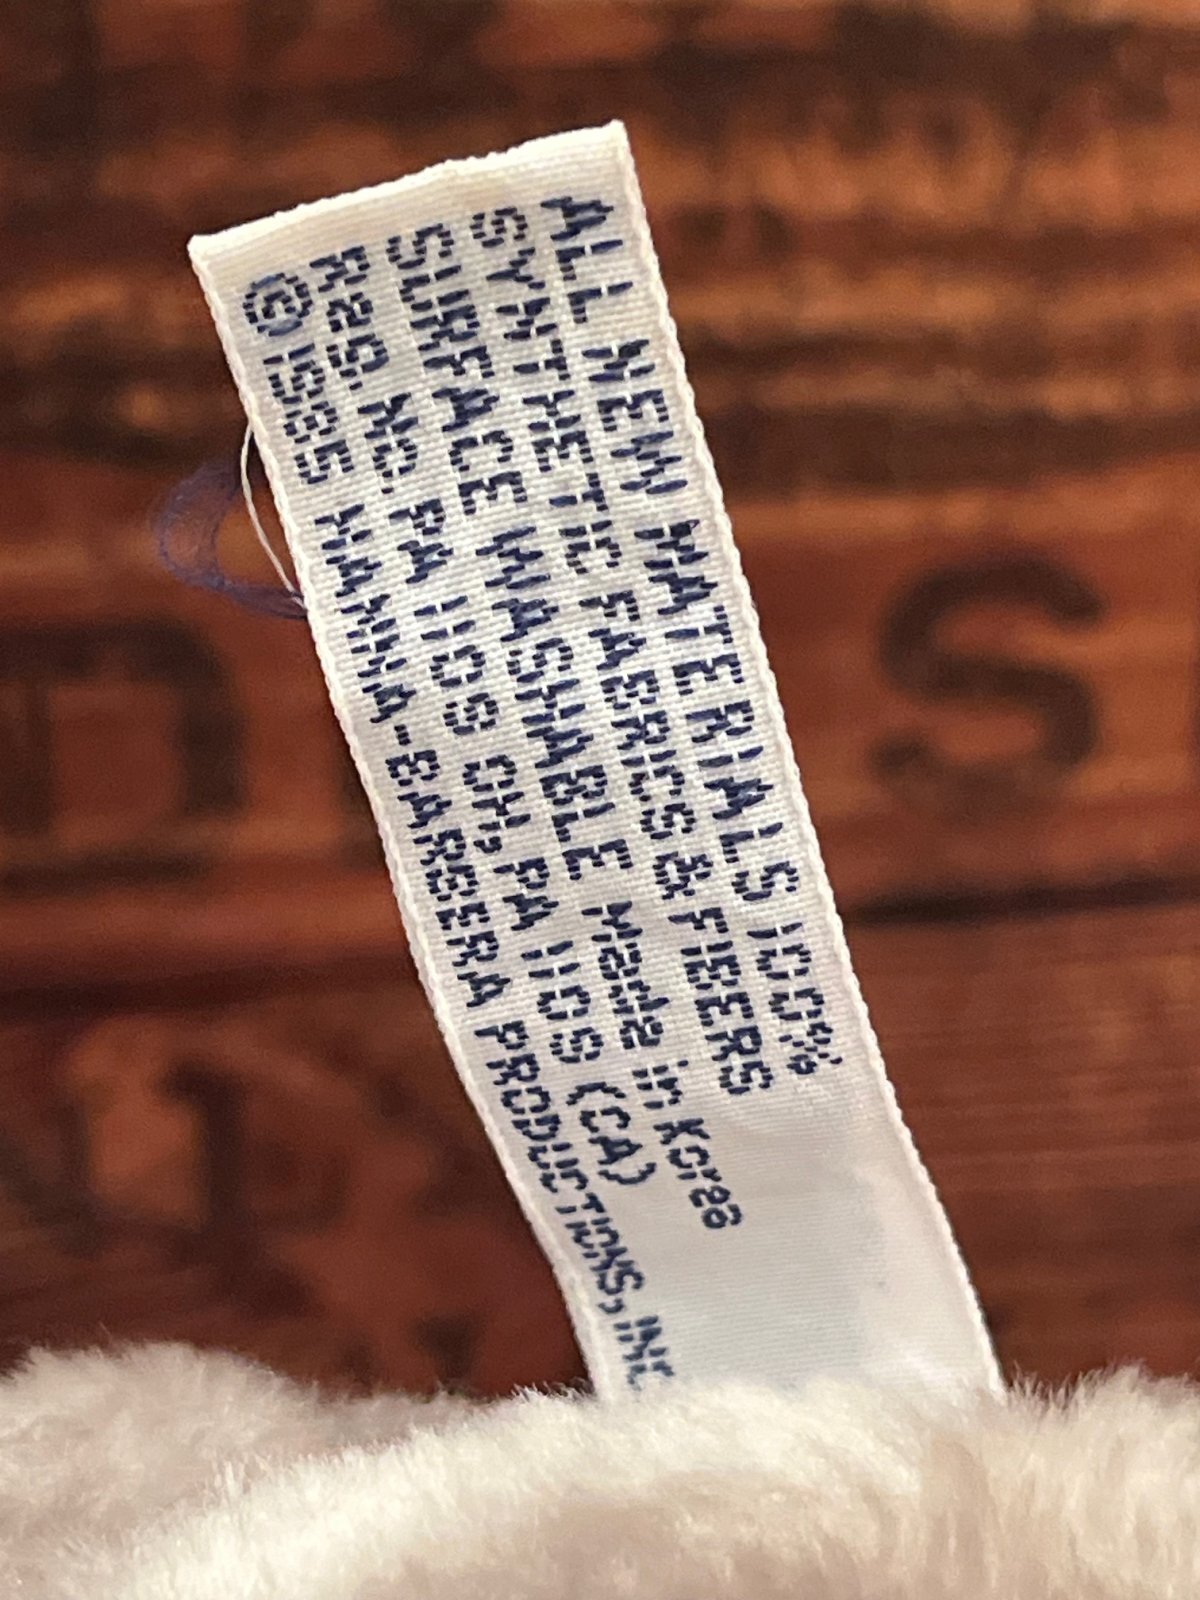 ALL NEW MATERIALS 100%
SYNTHETIC FABRICS & FIBERS
SURFACE WASHABLE Made in Korea
Reg. No. PA 1105 OH, PA 1105 (CA)
© 1985 HANNA-BARBERA PRODUCTIONS, INC
S